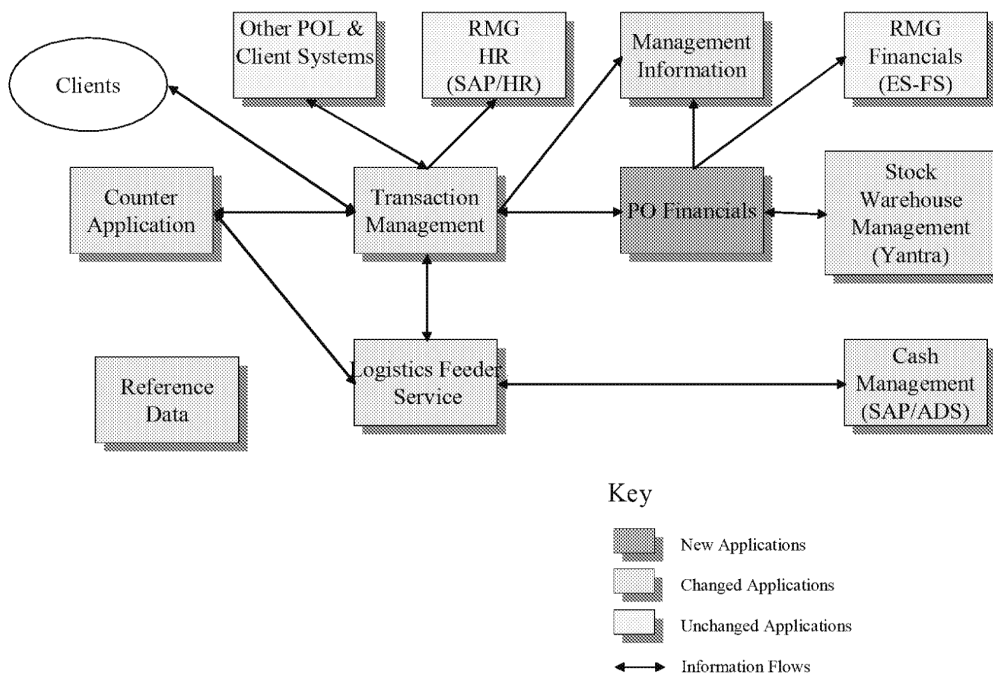 Other POL &
Client Systems
RMG
HR
(SAP/HR)
Management
Information
RMG
Financials
(ES-FS)
Clients
Counter
Application
Transaction
Management
PO Financials
Stock
Warehouse
Management
(Yantra)
Reference
Data
Logistics Feeder
Service
Cash
Management
(SAP/ADS)
Key
New Applications
Changed Applications
Unchanged Applications
Information Flows